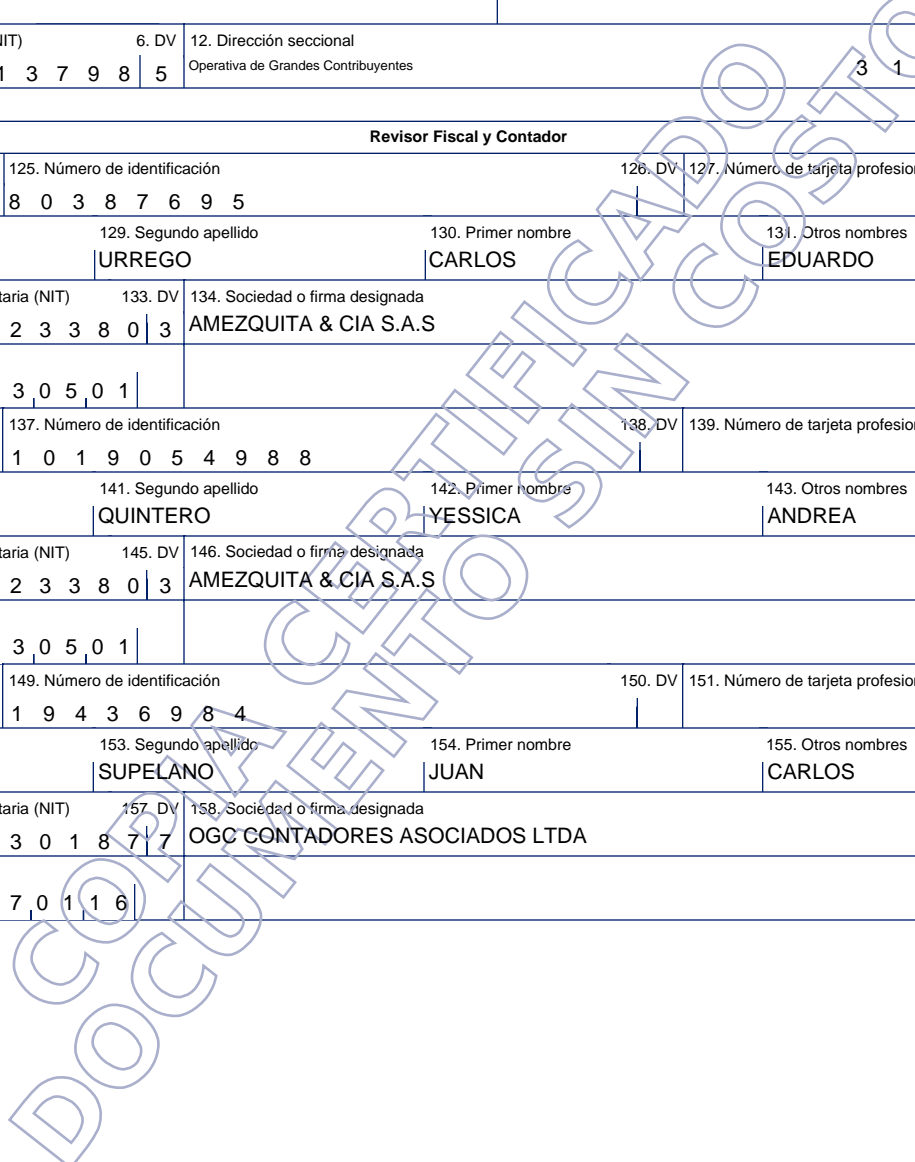 NIT) 6. DV 12. Dirección seccional
1 3 7 9 8 5 Operativa de Grandes Contribuyentes 3 1
Revisor Fiscal y Contador
125. Número de identificación 126. DV 127. Número de tarjeta profesion
8 0 3 8 7 6 9 5
129. Segundo apellido 130. Primer nombre 131. Otros nombres
URREGO CARLOS EDUARDO
taria (NIT) 133. DV 134. Sociedad o firma designada
2 3 3 8 0 3 AMEZQUITA & CIA S.A.S
3 0 5 0 1
137. Número de identificación 138. DV 139. Número de tarjeta profesion
1 0 1 9 0 5 4 9 8 8
141. Segundo apellido 142. Primer nombre 143. Otros nombres
QUINTERO YESSICA ANDREA
taria (NIT) 145. DV 146. Sociedad o firma designada
2 3 3 8 0 3 AMEZQUITA & CIA S.A.S
3 0 5 0 1
149. Número de identificación 150. DV 151. Número de tarjeta profesion
1 9 4 3 6 9 8 4
153. Segundo apellido 154. Primer nombre 155. Otros nombres
SUPELANO JUAN CARLOS
taria (NIT) 157. DV 158. Sociedad o firma designada
3 0 1 8 7 7 OGC CONTADORES ASOCIADOS LTDA
7 0 1 1 6
COPIA CERTIFICADO
DOCUMENTO SIN COSTO